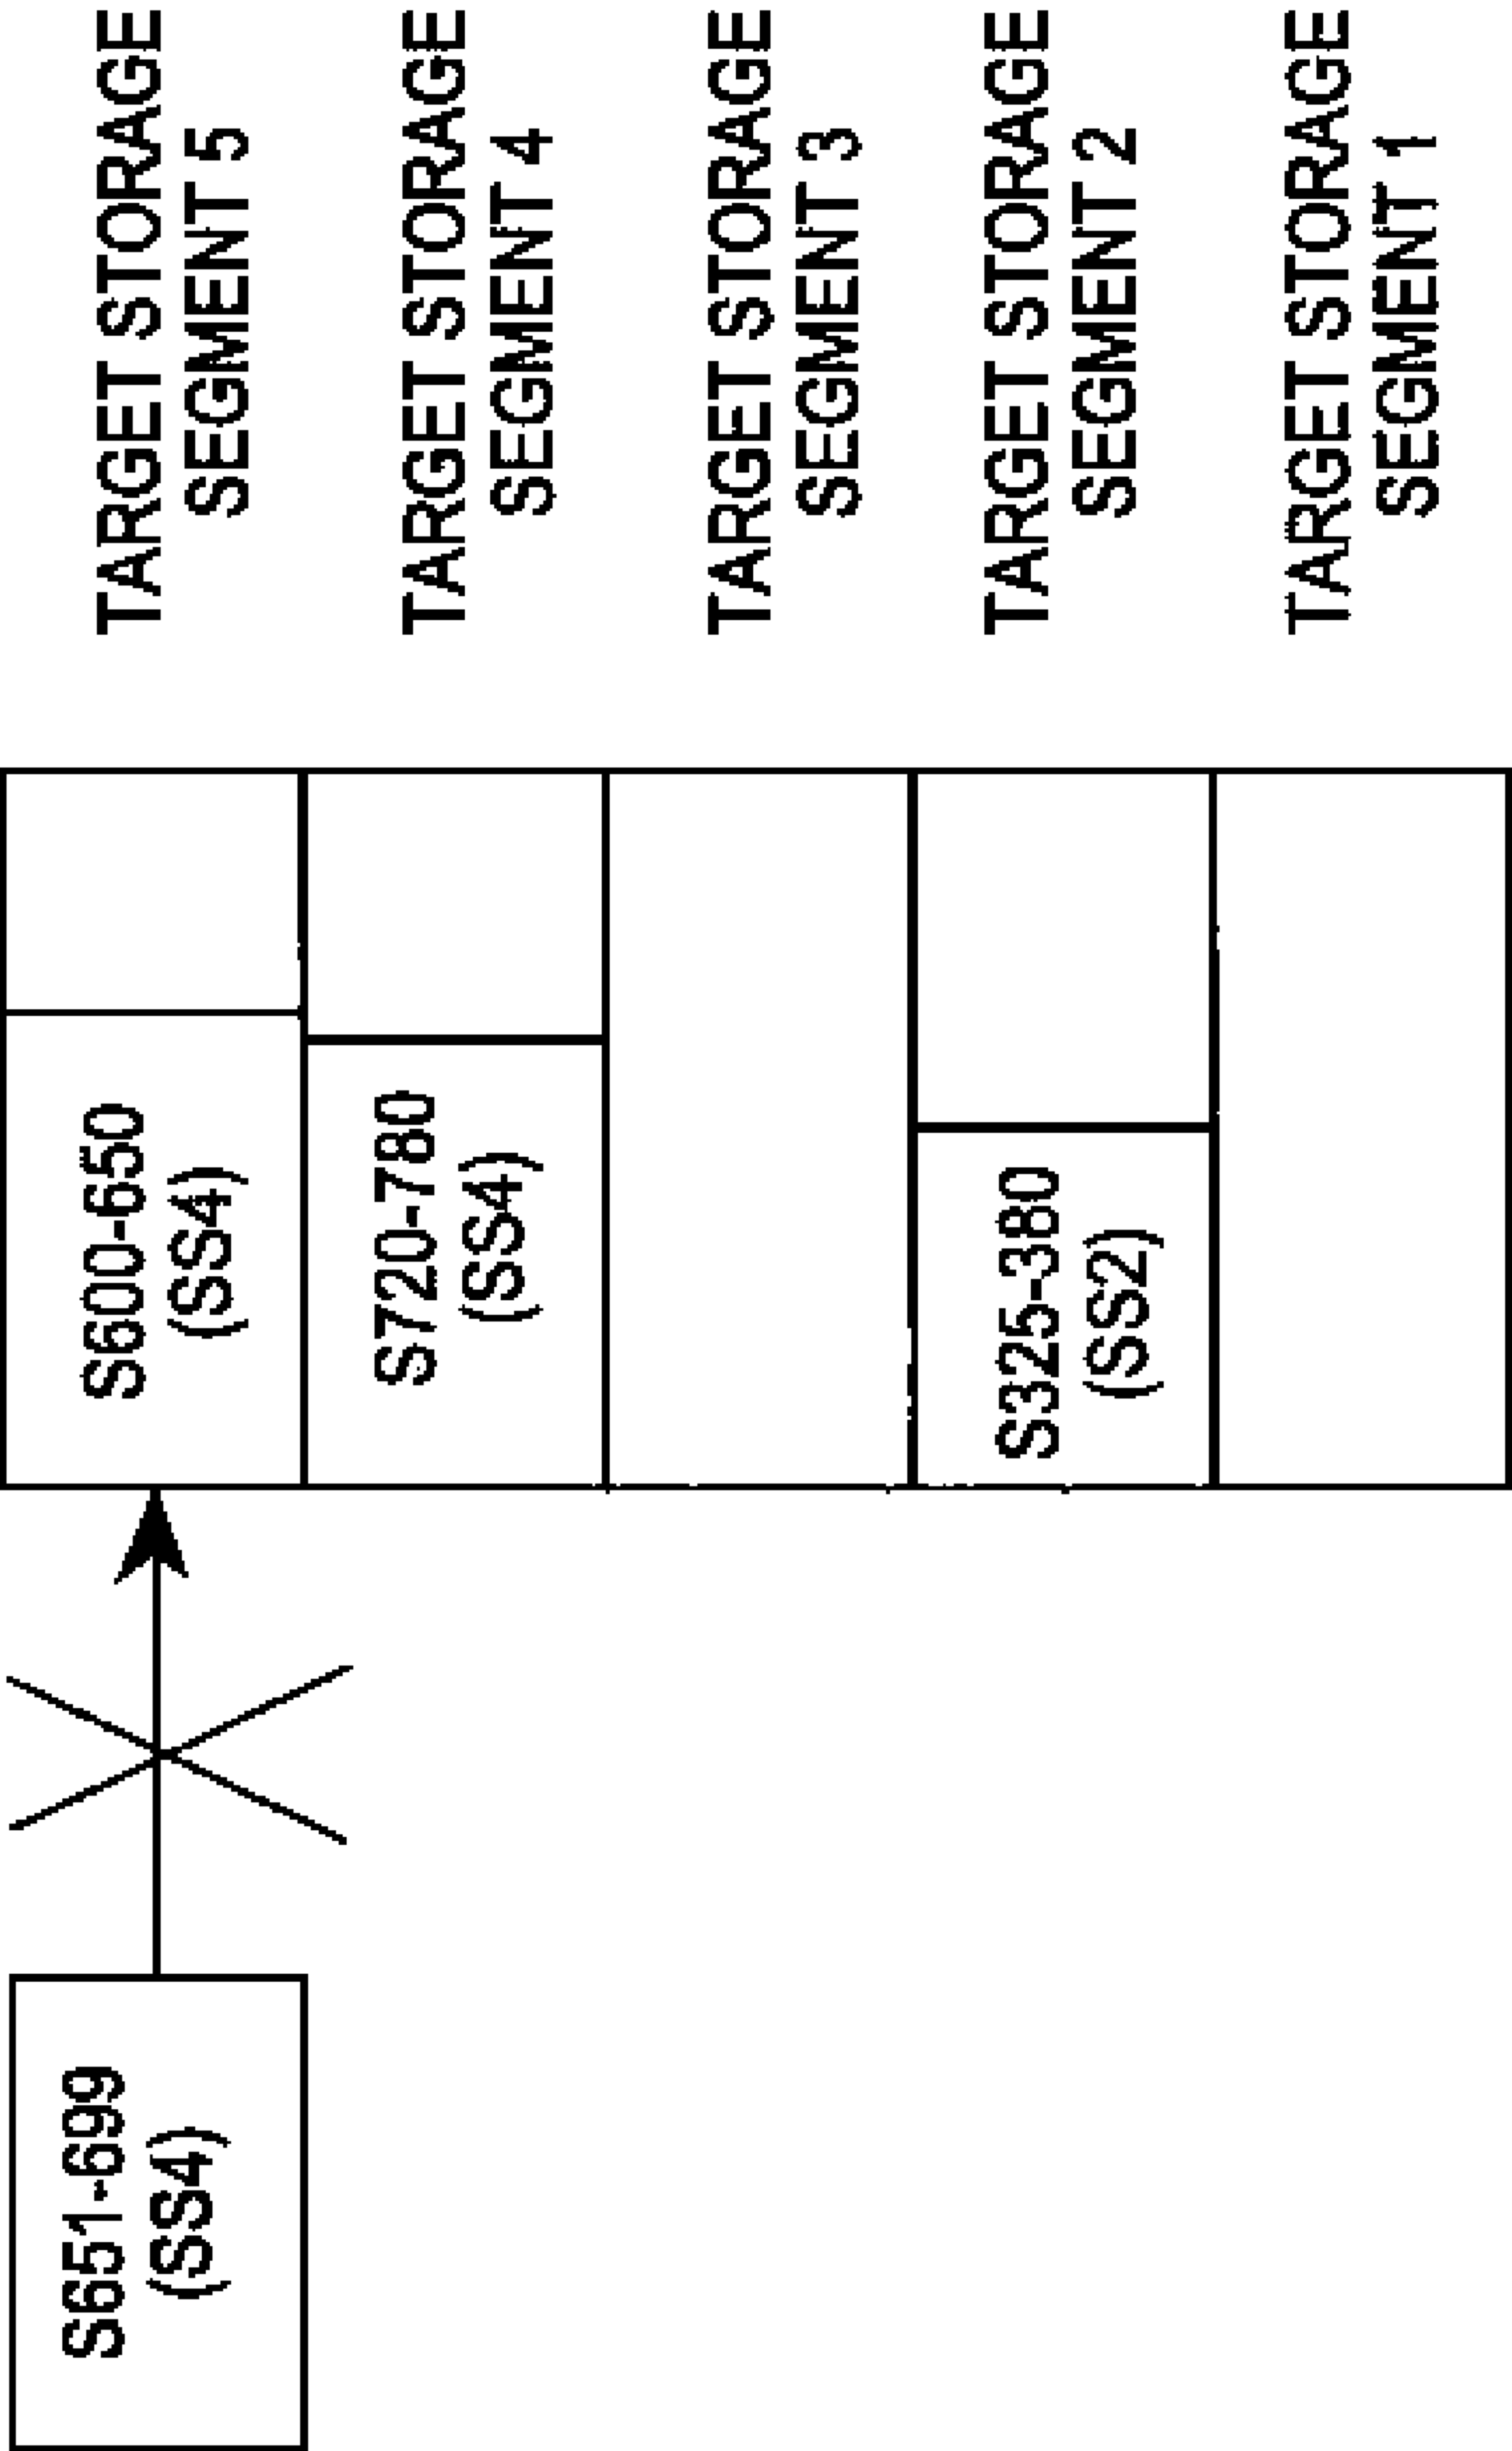 S651-699
(SS4)
S600-650
(SS4)
TARGET STORAGE
SEGMENT 5
S720-780
(SS4)
TARGET STORAGE
SEGMENT 4
TARGET STORAGE
SEGMENT 3
S325-380
(SS2)
TARGET STORAGE
SEGMENT 2
TARGET STORAGE
SEGMENT 1